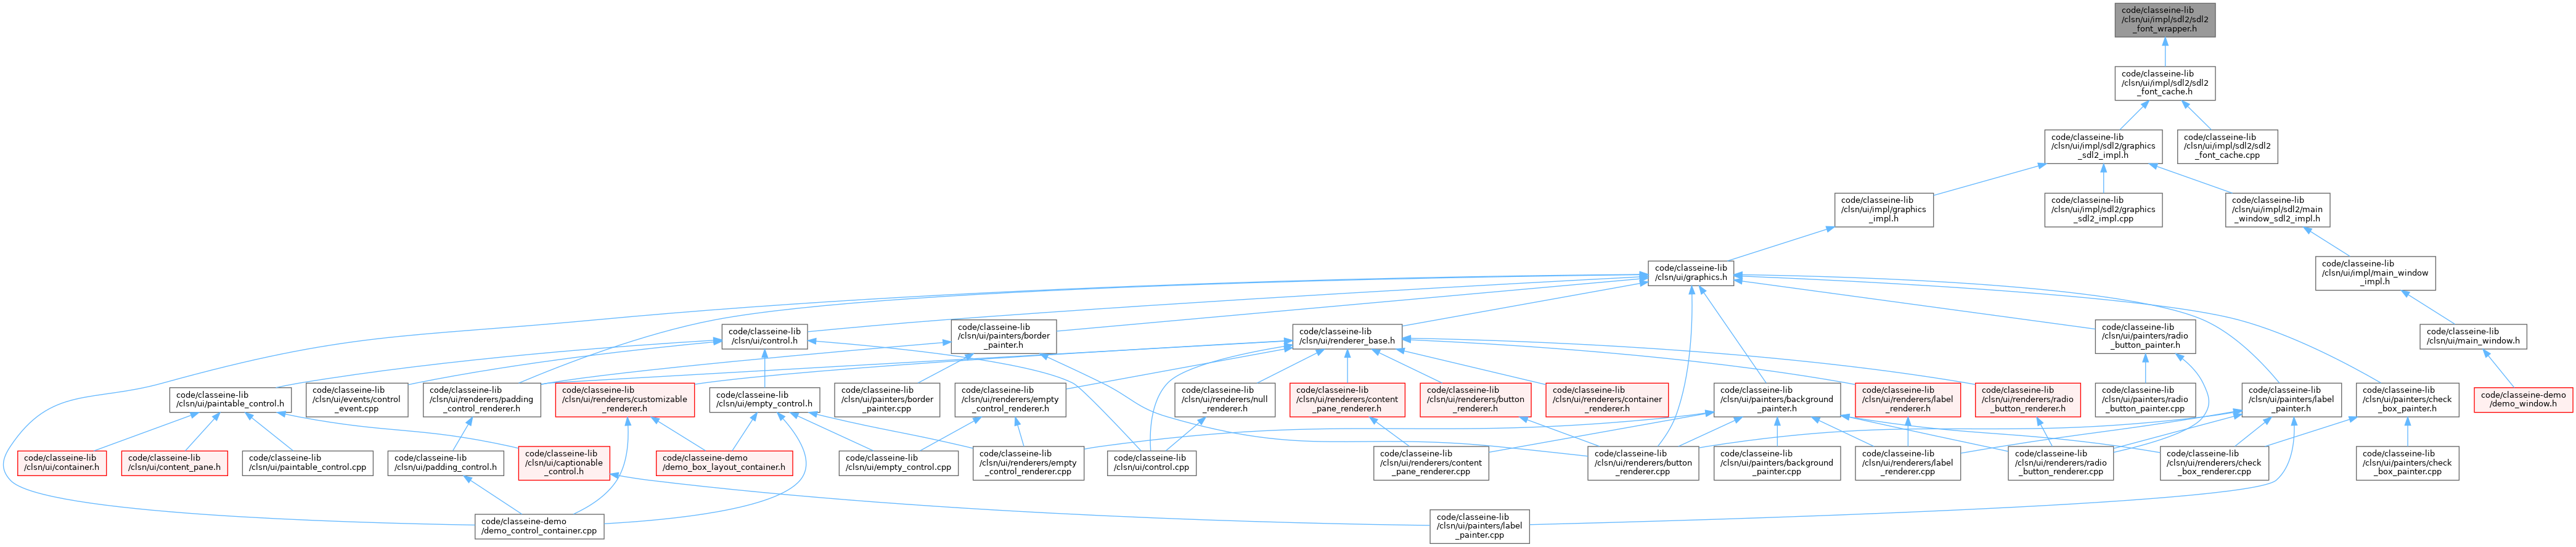 code/classeine-lib
/clsn/ui/impl/sdl2/sdl2
_font_wrapper.h
code/classeine-lib
/clsn/ui/impl/sdl2/sdl2
_font_cache.h
code/classeine-lib
/clsn/ui/impl/sdl2/graphics
_sdl2_impl.h
code/classeine-lib
/clsn/ui/impl/sdl2/sdl2
_font_cache.cpp
code/classeine-lib
/clsn/ui/impl/graphics
_impl.h
code/classeine-lib
/clsn/ui/impl/sdl2/graphics
_sdl2_impl.cpp
code/classeine-lib
/clsn/ui/impl/sdl2/main
_window_sdl2_impl.h
code/classeine-lib
/clsn/ui/graphics.h
code/classeine-lib
/clsn/ui/impl/main_window
_impl.h
code/classeine-lib
/clsn/ui/control.h
code/classeine-lib
/clsn/ui/painters/border
_painter.h
code/classeine-lib
/clsn/ui/renderer_base.h
code/classeine-lib
/clsn/ui/painters/radio
_button_painter.h
code/classeine-lib
/clsn/ui/main_window.h
code/classeine-lib
/clsn/ui/paintable_control.h
code/classeine-lib
/clsn/ui/events/control
_event.cpp
code/classeine-lib
/clsn/ui/renderers/padding
_control_renderer.h
code/classeine-lib
/clsn/ui/renderers/customizable
_renderer.h
code/classeine-lib
/clsn/ui/empty_control.h
code/classeine-lib
/clsn/ui/painters/border
_painter.cpp
code/classeine-lib
/clsn/ui/renderers/empty
_control_renderer.h
code/classeine-lib
/clsn/ui/renderers/null
_renderer.h
code/classeine-lib
/clsn/ui/renderers/content
_pane_renderer.h
code/classeine-lib
/clsn/ui/renderers/button
_renderer.h
code/classeine-lib
/clsn/ui/renderers/container
_renderer.h
code/classeine-lib
/clsn/ui/painters/background
_painter.h
code/classeine-lib
/clsn/ui/renderers/label
_renderer.h
code/classeine-lib
/clsn/ui/renderers/radio
_button_renderer.h
code/classeine-lib
/clsn/ui/painters/radio
_button_painter.cpp
code/classeine-lib
/clsn/ui/painters/label
_painter.h
code/classeine-lib
/clsn/ui/painters/check
_box_painter.h
code/classeine-demo
/demo_window.h
code/classeine-lib
/clsn/ui/container.h
code/classeine-lib
/clsn/ui/content_pane.h
code/classeine-lib
/clsn/ui/paintable_control.cpp
code/classeine-lib
/clsn/ui/padding_control.h
code/classeine-lib
/clsn/ui/captionable
_control.h
code/classeine-demo
/demo_box_layout_container.h
code/classeine-lib
/clsn/ui/empty_control.cpp
code/classeine-lib
/clsn/ui/renderers/empty
_control_renderer.cpp
code/classeine-lib
/clsn/ui/control.cpp
code/classeine-lib
/clsn/ui/renderers/content
_pane_renderer.cpp
code/classeine-lib
/clsn/ui/renderers/button
_renderer.cpp
code/classeine-lib
/clsn/ui/painters/background
_painter.cpp
code/classeine-lib
/clsn/ui/renderers/label
_renderer.cpp
code/classeine-lib
/clsn/ui/renderers/radio
_button_renderer.cpp
code/classeine-lib
/clsn/ui/renderers/check
_box_renderer.cpp
code/classeine-lib
/clsn/ui/painters/check
_box_painter.cpp
code/classeine-demo
/demo_control_container.cpp
code/classeine-lib
/clsn/ui/painters/label
_painter.cpp